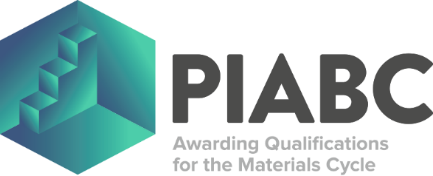 PIABC
Awarding Qualifications
for the Materials Cycle